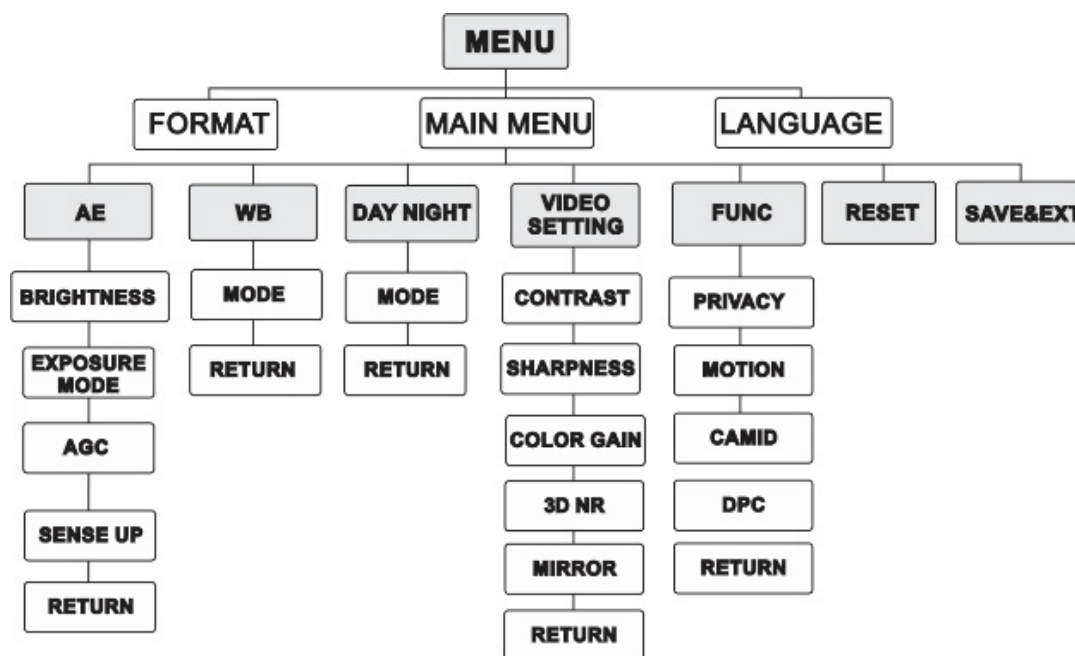 MENU
FORMAT
MAIN MENU
LANGUAGE
AE
WB
DAY NIGHT
VIDEO
SETTING
FUNC
RESET
SAVE&EXT
BRIGHTNESS
EXPOSURE
MODE
AGC
SENSE UP
RETURN
MODE
RETURN
MODE
RETURN
CONTRAST
SHARPNESS
COLOR GAIN
3D NR
MIRROR
RETURN
PRIVACY
MOTION
CAMID
DPC
RETURN